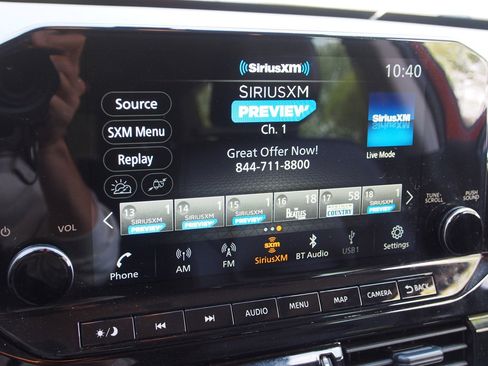 SiriusXM
10:40
Source
SIRIUSXM
PREVIEW
Ch. 1
SiriusXM
SXM Menu
Replay
Great Offer Now!
844-711-8800
Live Mode
13 1
SIRIUSXM
PREVIEW
14 1
SIRIUSXM
PREVIEW
15 1
SIRIUSXM
PREVIEW
16 18
THE BEATLES
17 58
COUNTRY
18 1
SIRIUSXM
PREVIEW
VOL
TUNE·
SCROLL
PUSH
SOUND
Phone
AM
FM
sxm
SiriusXM
BT Audio
USB1
Settings
AUDIO
MENU
MAP
CAMERA
BACK